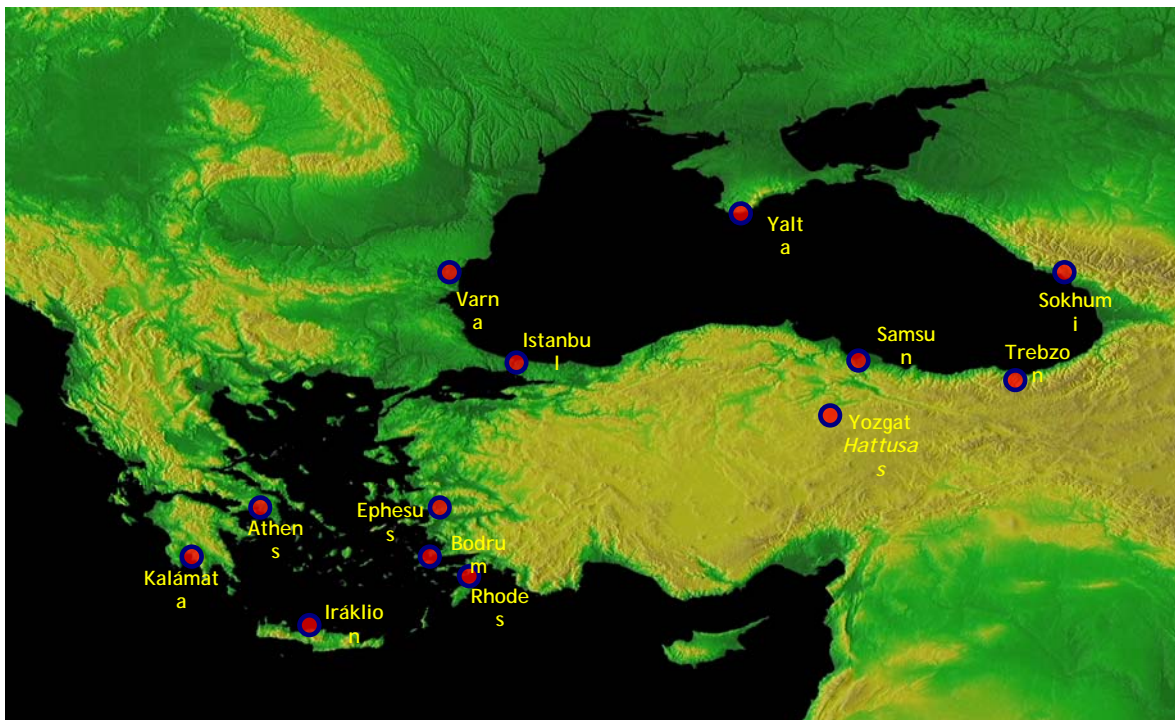 Yalt
a
Varn
a
Sokhum
i
Istanbu
l
Samsu
n
Trebzo
n
Yozgat
Hattusa
s
Ephesu
s
Athen
s
Bodru
m
Kalámat
a
Rhode
s
Iráklio
n